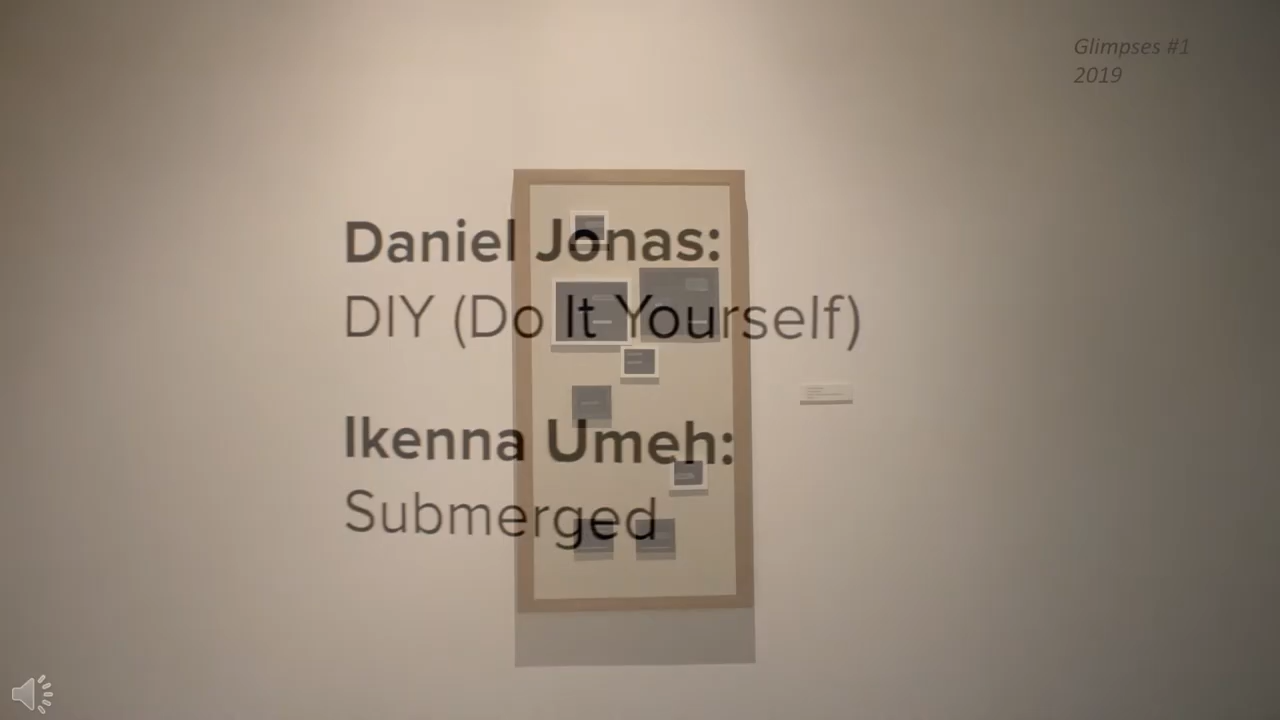 Glimpses #1
2019
Daniel Jonas:
DIY (Do It Yourself)
Ikenna Umeh:
Submerged